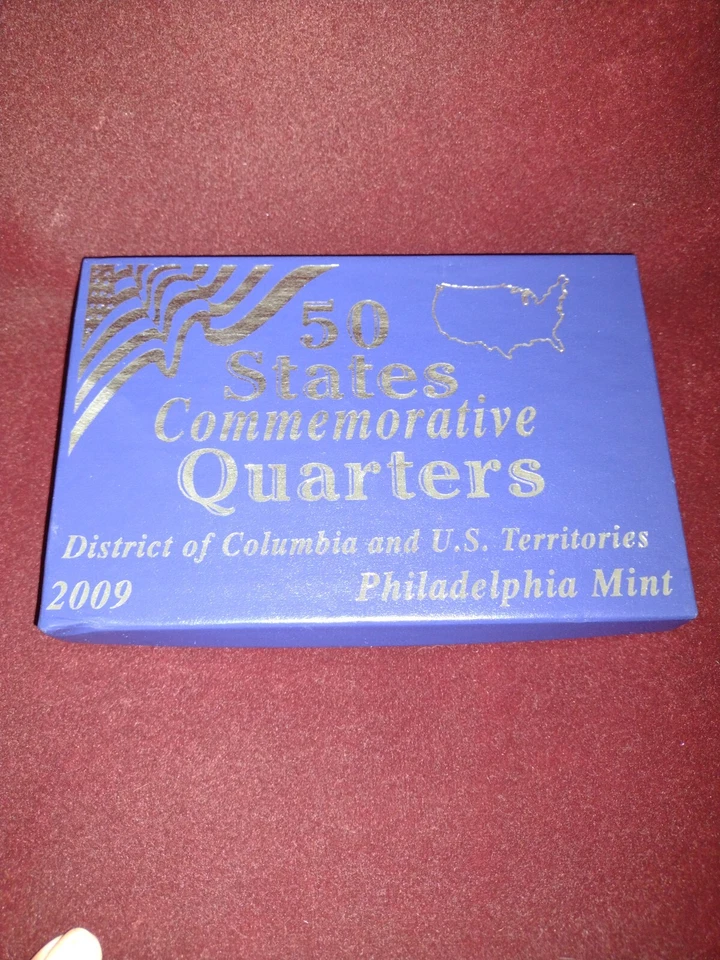 50
States
Commemorative
Quarters
District of Columbia and U.S. Territories
2009 Philadelphia Mint